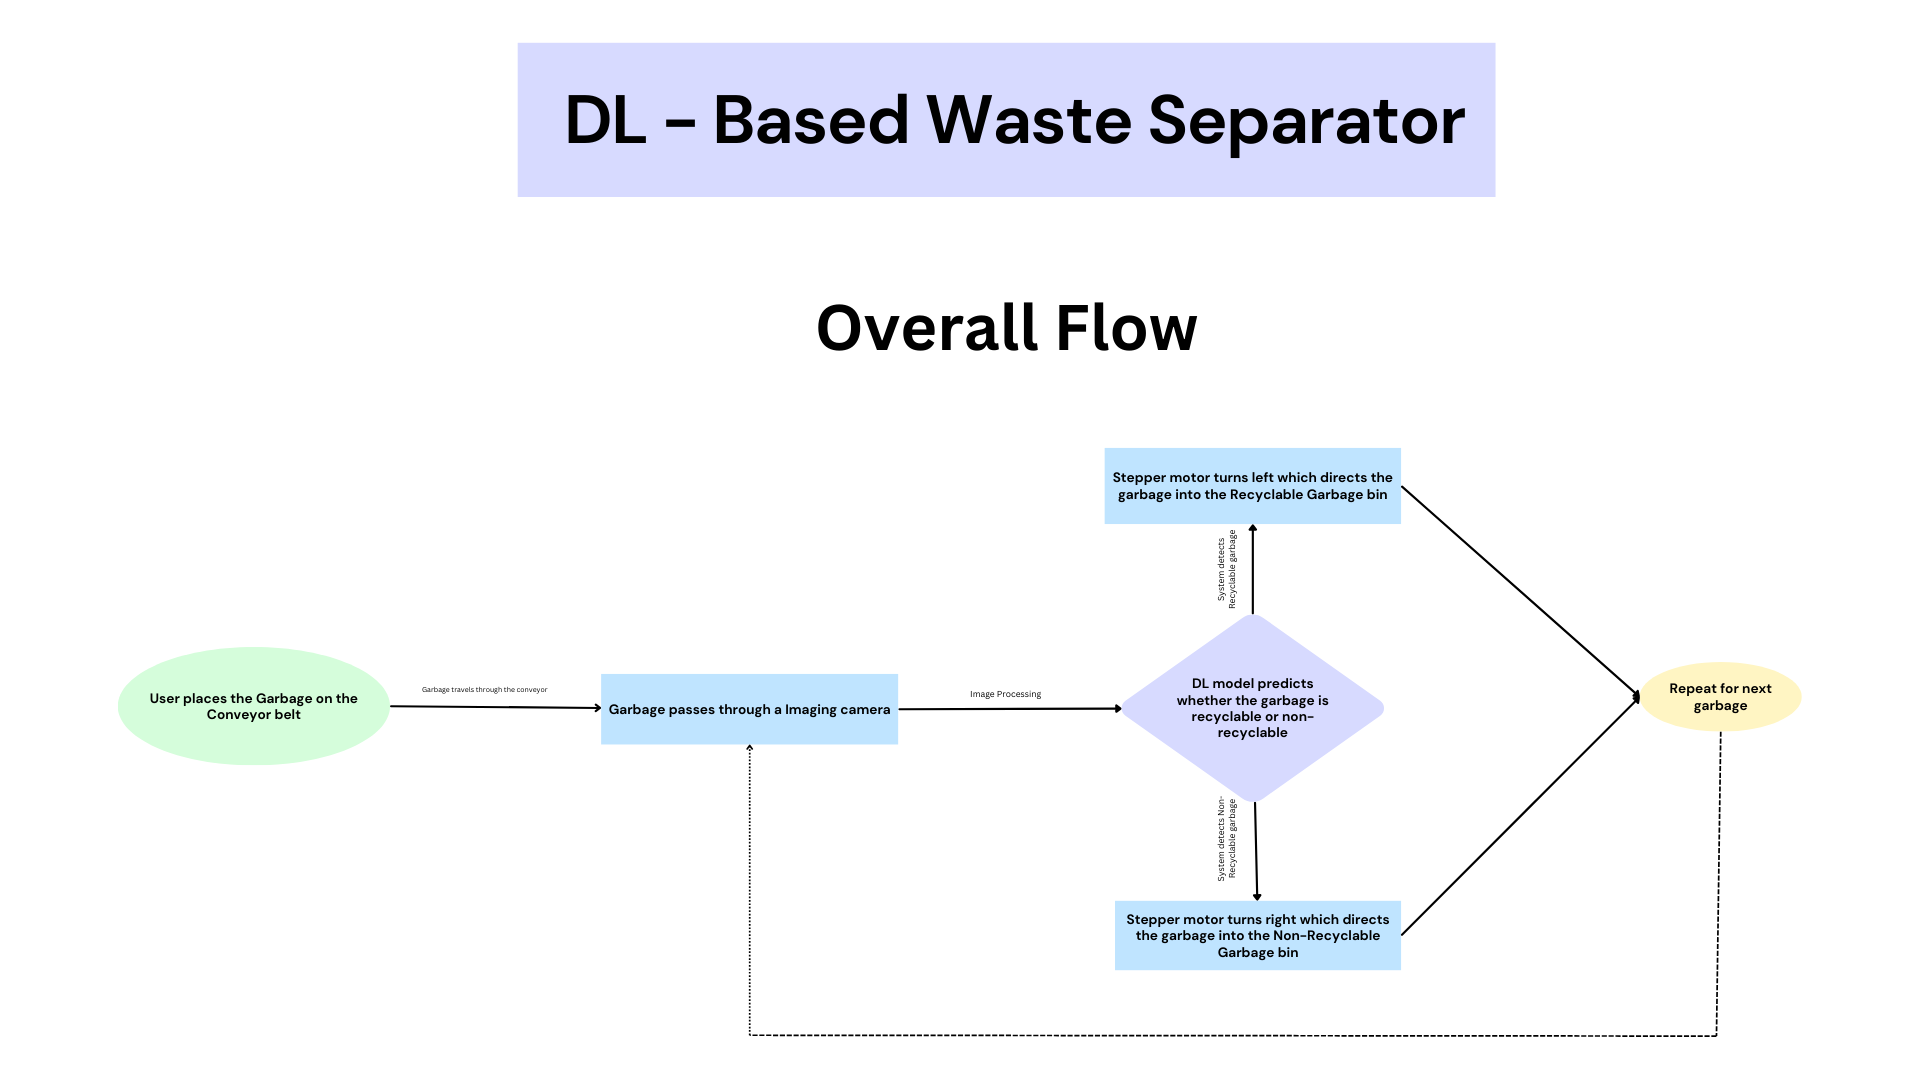 DL - Based Waste Separator
Overall Flow
User places the Garbage on the
Conveyor belt
Garbage travels through the conveyor
Garbage passes through a Imaging camera
Image Processing
DL model predicts
whether the garbage is
recyclable or non-
recyclable
System detects
Recyclable garbage
Stepper motor turns left which directs the
garbage into the Recyclable Garbage bin
System detects Non-
Recyclable garbage
Stepper motor turns right which directs
the garbage into the Non-Recyclable
Garbage bin
Repeat for next
garbage